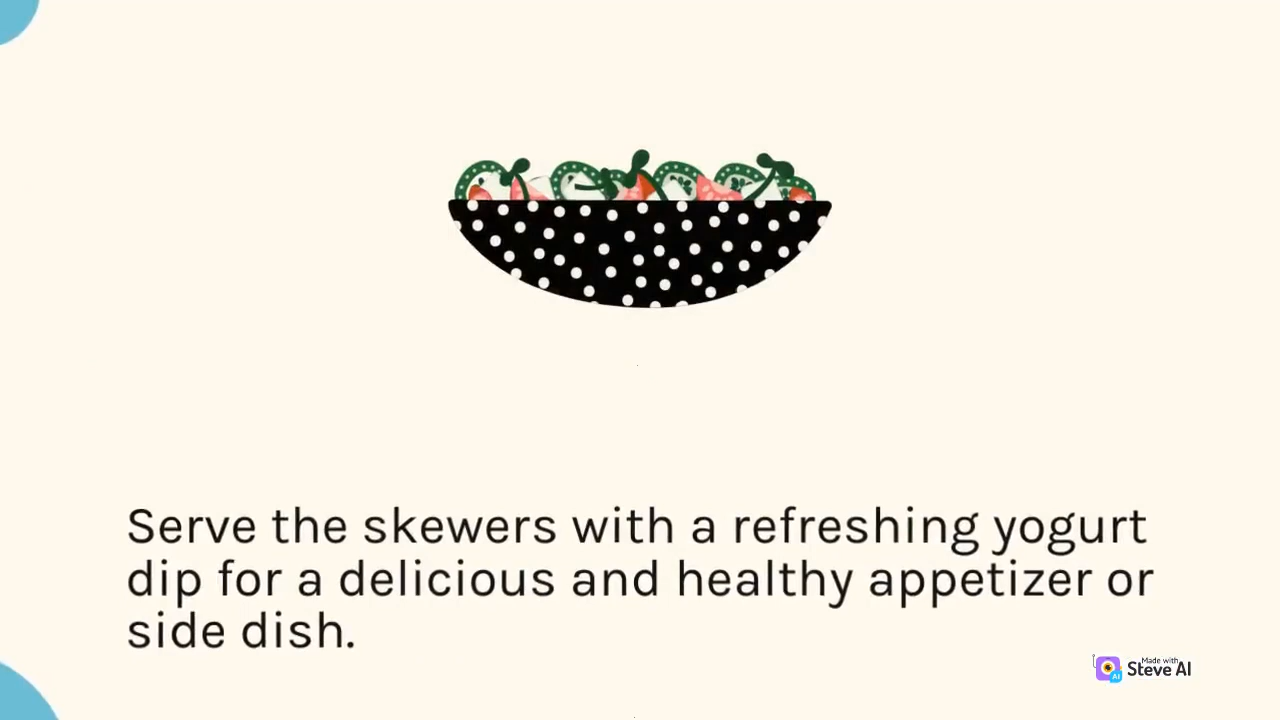 Serve the skewers with a refreshing yogurt
dip for a delicious and healthy appetizer or
side dish.
Made with
Steve AI
AI